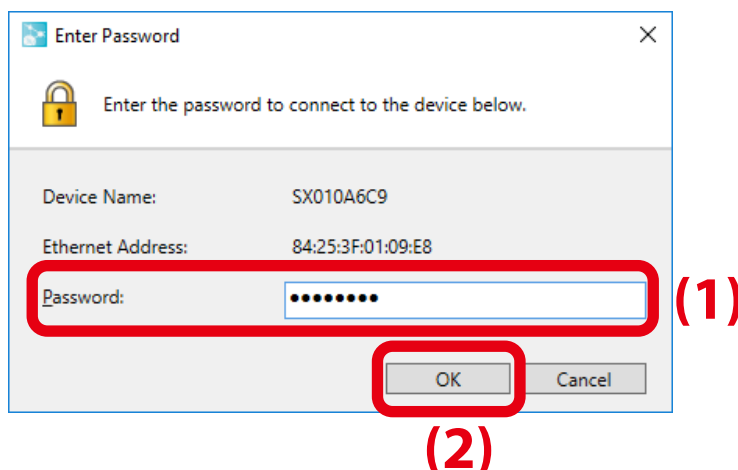 Enter Password
Enter the password to connect to the device below.
Device Name: SX010A6C9
Ethernet Address: 84:25:3F:01:09:E8
Password: ●●●●●●●●
(1)
OK Cancel
(2)